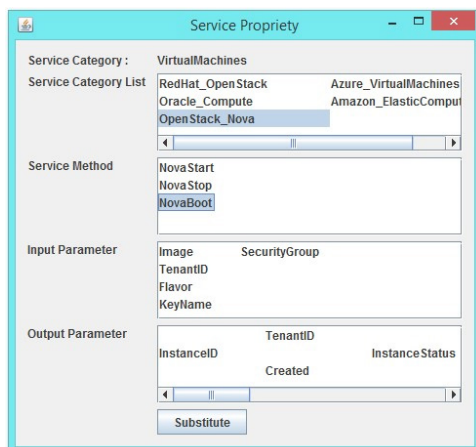 Service Propriety
Service Category : VirtualMachines
Service Category List RedHat_OpenStack Azure_VirtualMachines
Oracle_Compute Amazon_ElasticComput
OpenStack_Nova
Service Method NovaStart
NovaStop
NovaBoot
Input Parameter Image SecurityGroup
TenantID
Flavor
KeyName
Output Parameter TenantID
InstanceID InstanceStatus
Created
Substitute